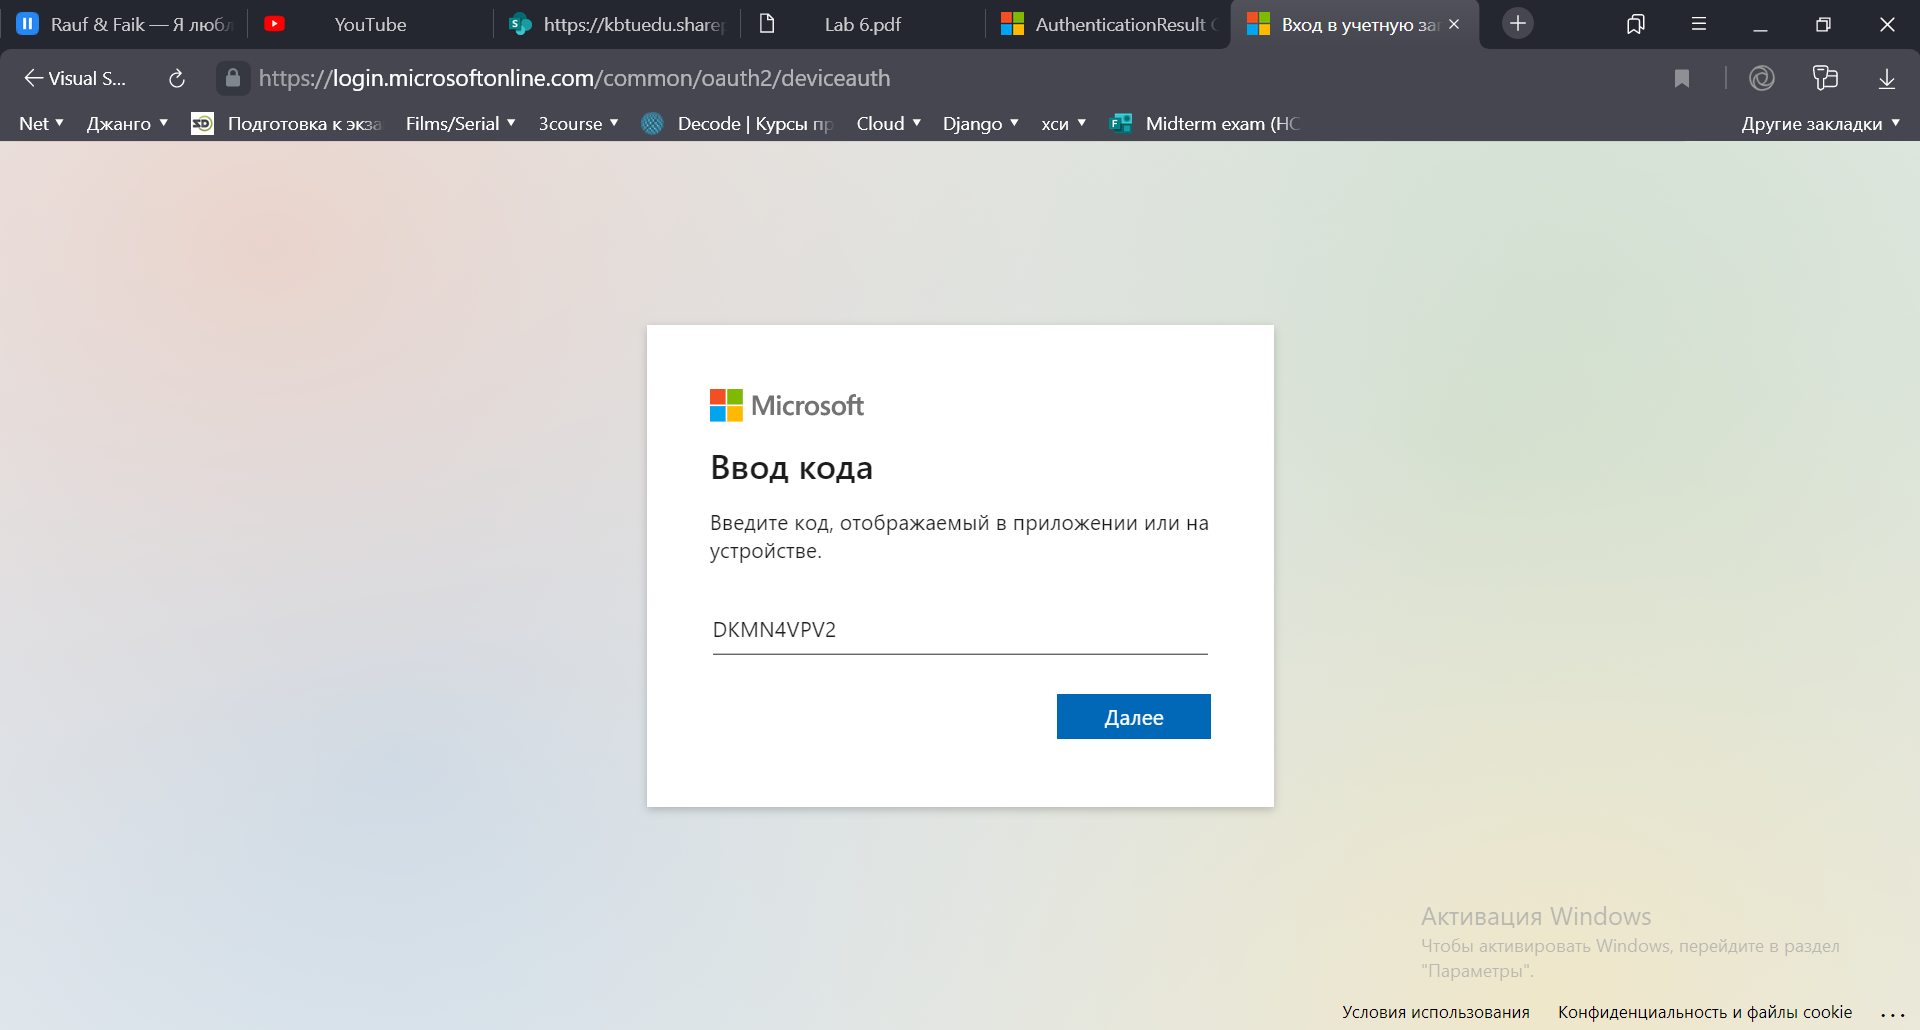 Rauf & Faik — Я любл
YouTube
https://kbtuedu.sharep
Lab 6.pdf
AuthenticationResult C
Вход в учетную за
Visual S...
https://login.microsoftonline.com/common/oauth2/deviceauth
Net
Джанго
Подготовка к экза
Films/Serial
3course
Decode | Курсы пр
Cloud
Django
хси
Midterm exam (HC
Другие закладки
Microsoft
Ввод кода
Введите код, отображаемый в приложении или на
устройстве.
DKMN4VPV2
Далее
Активация Windows
Чтобы активировать Windows, перейдите в раздел
"Параметры".
Условия использования
Конфиденциальность и файлы cookie
...